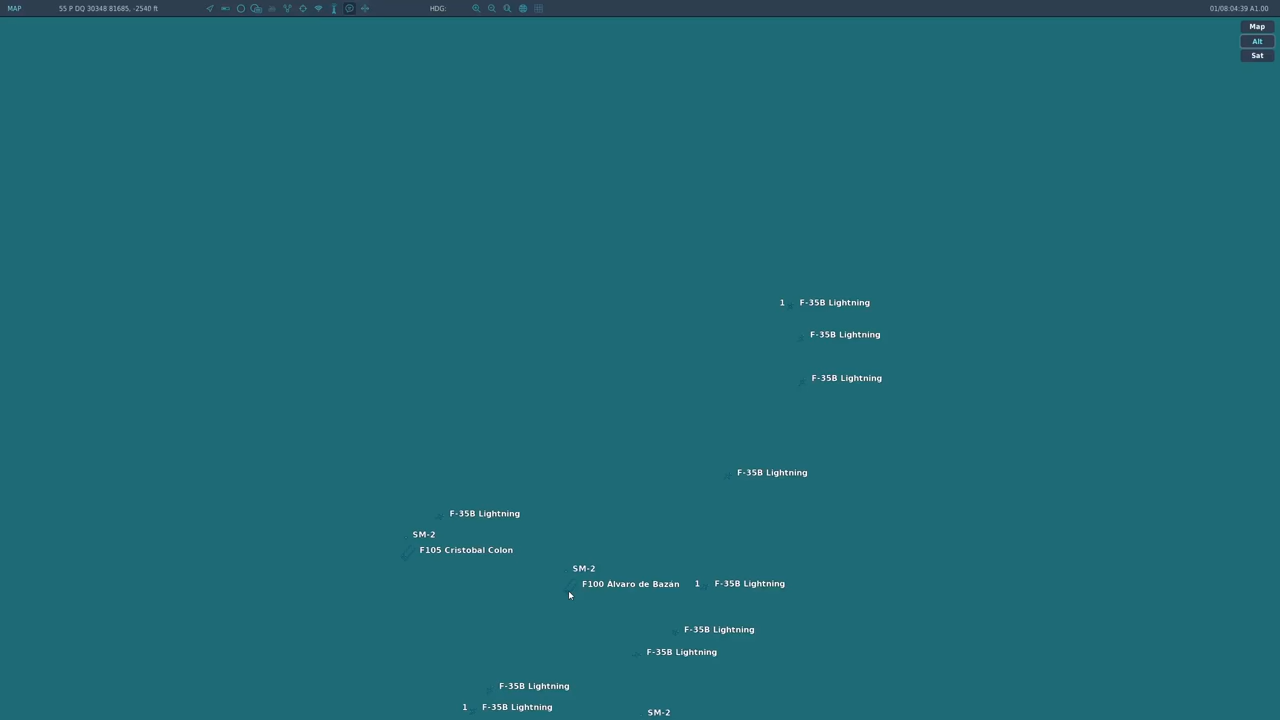 MAP 55 P DQ 30348 81685, -2540 ft HDG: 01/08:04:39 A1.00
Map
Alt
Sat
1 F-35B Lightning
F-35B Lightning
F-35B Lightning
F-35B Lightning
F-35B Lightning
SM-2
F105 Cristobal Colon
SM-2
F100 Álvaro de Bazán
1 F-35B Lightning
F-35B Lightning
F-35B Lightning
F-35B Lightning
1 F-35B Lightning
SM-2